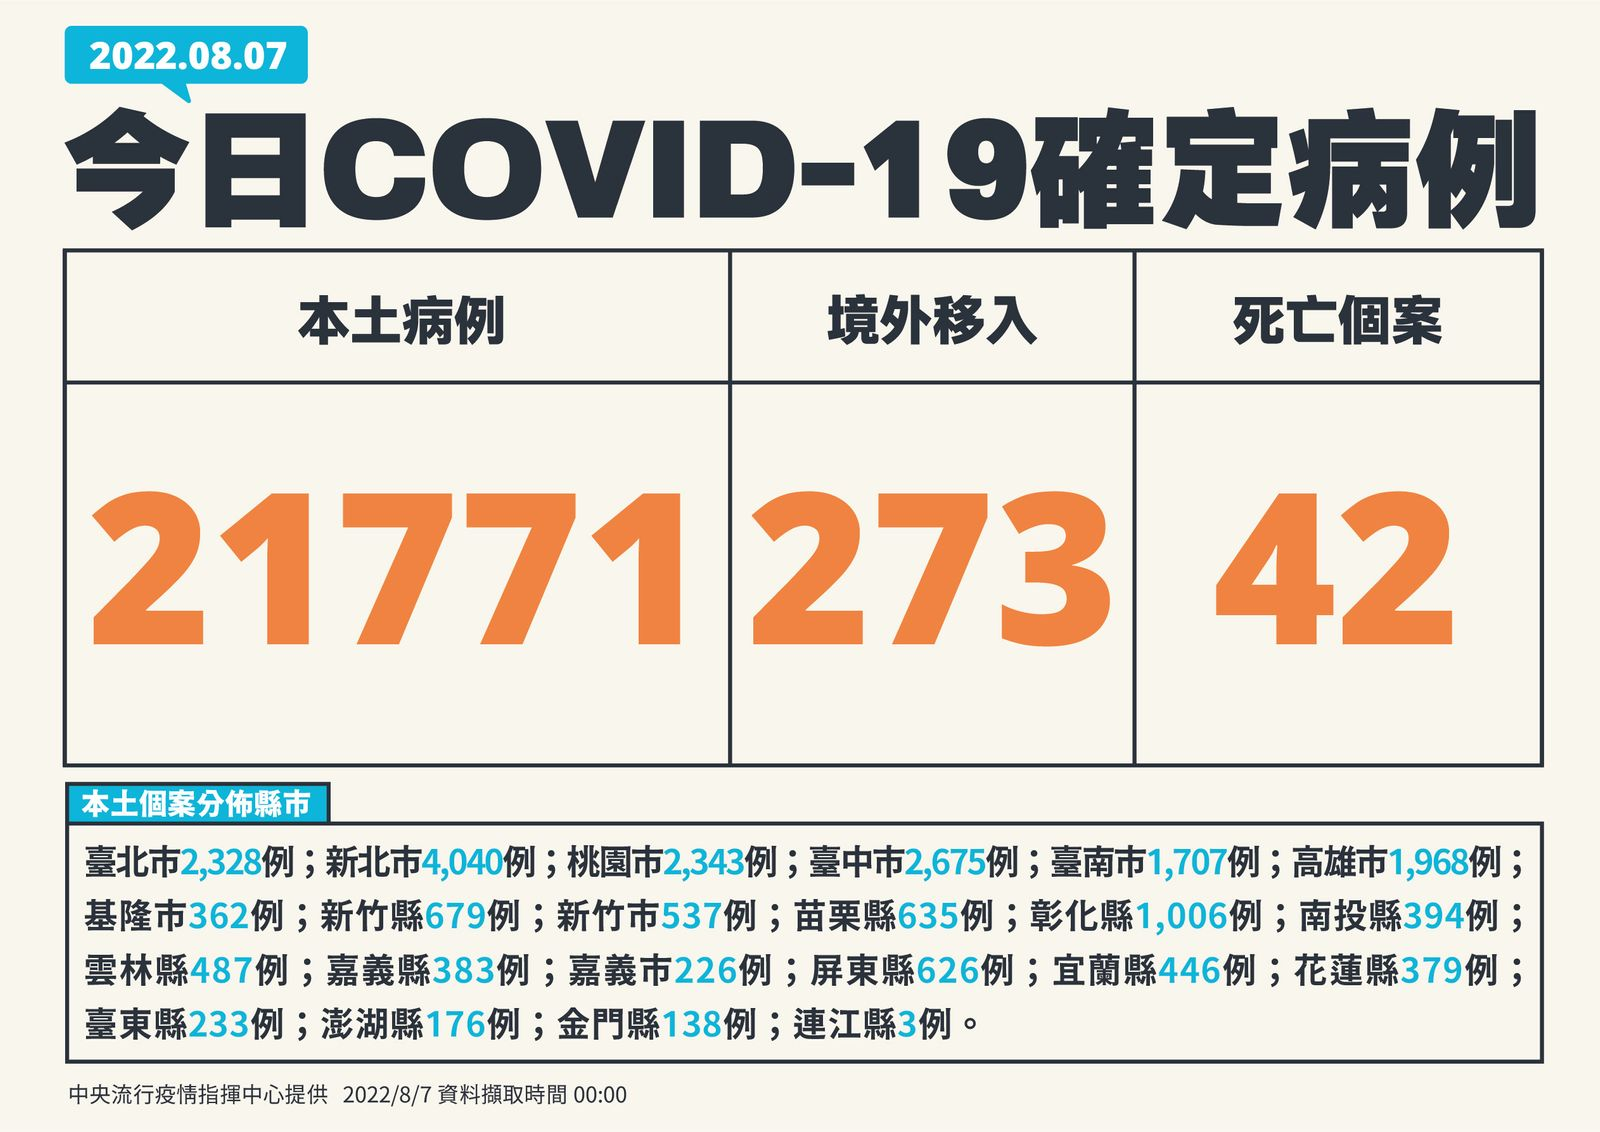 2022.08.07
今日COVID-19確定病例
本土病例 境外移入 死亡個案
21771 273 42
本土個案分佈縣市
臺北市2,328例；新北市4,040例；桃園市2,343例；臺中市2,675例；臺南市1,707例；高雄市1,968例；
基隆市362例；新竹縣679例；新竹市537例；苗栗縣635例；彰化縣1,006例；南投縣394例；
雲林縣487例；嘉義縣383例；嘉義市226例；屏東縣626例；宜蘭縣446例；花蓮縣379例；
臺東縣233例；澎湖縣176例；金門縣138例；連江縣3例。
中央流行疫情指揮中心提供 2022/8/7 資料擷取時間 00:00